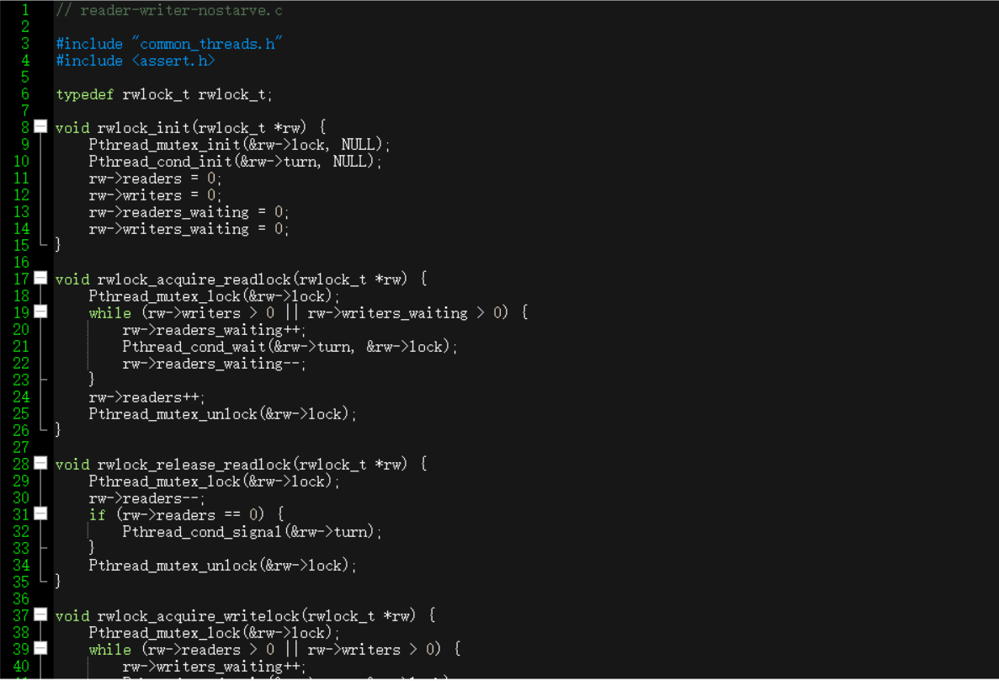 1 // reader-writer-nostarve.c
2
3 #include "common_threads.h"
4 #include <assert.h>
5
6 typedef rwlock_t rwlock_t;
7
8 void rwlock_init(rwlock_t *rw) {
9     Pthread_mutex_init(&rw->lock, NULL);
10     Pthread_cond_init(&rw->turn, NULL);
11     rw->readers = 0;
12     rw->writers = 0;
13     rw->readers_waiting = 0;
14     rw->writers_waiting = 0;
15 }
16
17 void rwlock_acquire_readlock(rwlock_t *rw) {
18     Pthread_mutex_lock(&rw->lock);
19     while (rw->writers > 0 || rw->writers_waiting > 0) {
20         rw->readers_waiting++;
21         Pthread_cond_wait(&rw->turn, &rw->lock);
22         rw->readers_waiting--;
23     }
24     rw->readers++;
25     Pthread_mutex_unlock(&rw->lock);
26 }
27
28 void rwlock_release_readlock(rwlock_t *rw) {
29     Pthread_mutex_lock(&rw->lock);
30     rw->readers--;
31     if (rw->readers == 0) {
32         Pthread_cond_signal(&rw->turn);
33     }
34     Pthread_mutex_unlock(&rw->lock);
35 }
36
37 void rwlock_acquire_writelock(rwlock_t *rw) {
38     Pthread_mutex_lock(&rw->lock);
39     while (rw->readers > 0 || rw->writers > 0) {
40         rw->writers_waiting++;